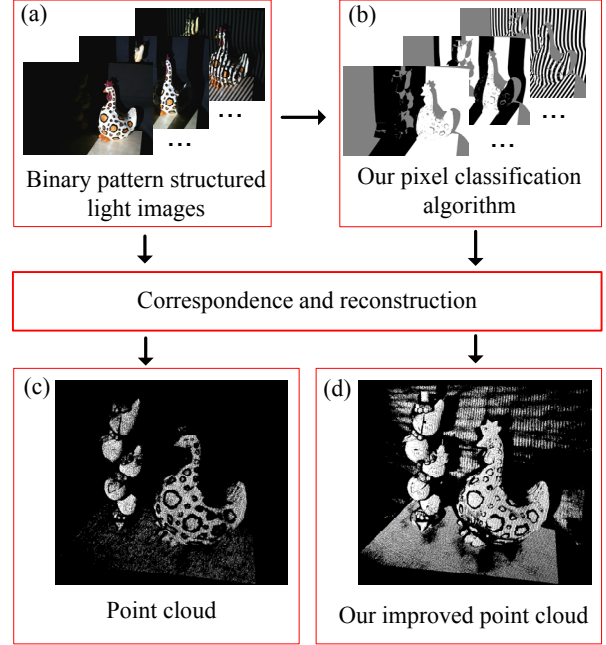 (a)
...
...
Binary pattern structured
light images
(b)
...
...
Our pixel classification
algorithm
Correspondence and reconstruction
(c)
Point cloud
(d)
Our improved point cloud